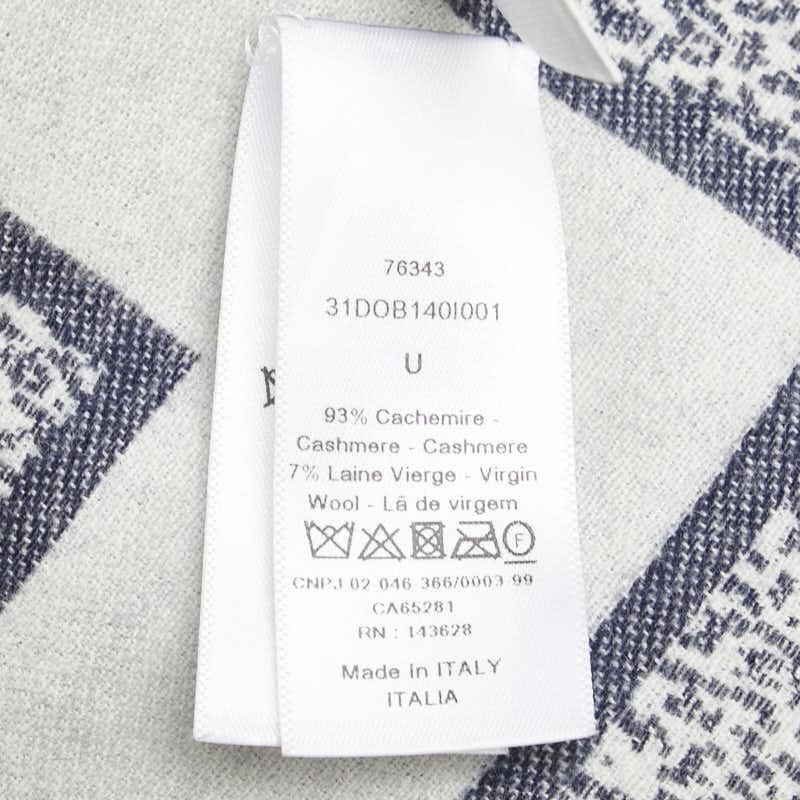 76343
31DOB140I001
U
93% Cachemire -
Cashmere - Cashmere
7% Laine Vierge - Virgin
Wool - Lã de virgem
F
CNPJ 02-046-366/0003-99
CA65281
RN : 143628
Made in ITALY
ITALIA